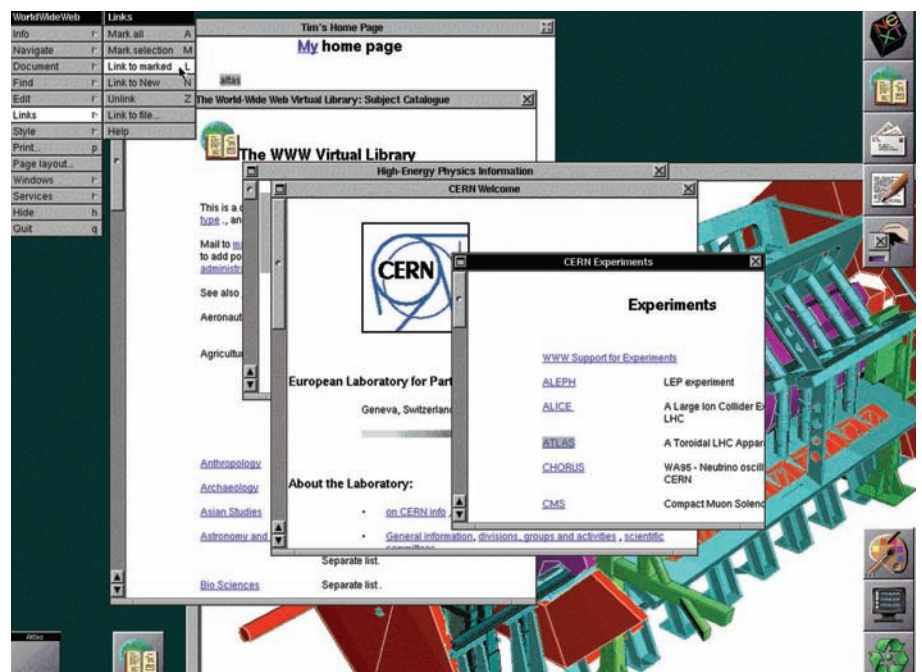 WorldWideWeb
Info
Navigate
Document
Find
Edit
Links
Style
Print... p
Page layout...
Windows
Services
Hide h
Quit q
Links
Mark all A
Mark selection M
Link to marked L
Link to New N
Unlink Z
Link to file...
Help
Tim's Home Page
My home page
atlas
The World-Wide Web Virtual Library: Subject Catalogue
The WWW Virtual Library
This is a
type ., an
Mail to
to add po
administr
See also
Aeronaut
Agricultu
Anthropology
Archaeology
Asian Studies
Astronomy and
Separate list.
Bio Sciences Separate list.
High-Energy Physics Information
CERN Welcome
CERN
European Laboratory for Part
Geneva, Switzerlan
About the Laboratory:
· on CERN info
· General information, divisions, groups and activities , scientific
committees
CERN Experiments
Experiments
WWW Support for Experiments
ALEPH LEP experiment
ALICE A Large Ion Collider E
LHC
ATLAS A Toroidal LHC Appar
CHORUS WA95 - Neutrino oscill
CERN
CMS Compact Muon Soleno
NeXT
Atlas